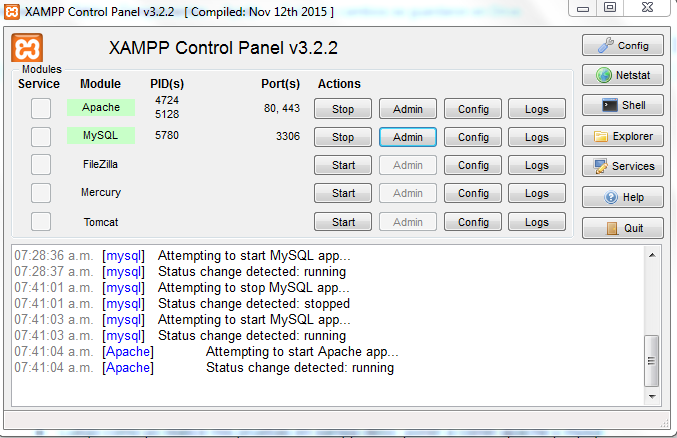 XAMPP Control Panel v3.2.2 [ Compiled: Nov 12th 2015 ]
XAMPP Control Panel v3.2.2
Config
Modules
Service Module PID(s) Port(s) Actions
Netstat
Apache 4724 5128 80, 443 Stop Admin Config Logs
Shell
MySQL 5780 3306 Stop Admin Config Logs
Explorer
FileZilla Start Admin Config Logs
Services
Mercury Start Admin Config Logs
Help
Tomcat Start Admin Config Logs
Quit
07:28:36 a.m. [mysql] Attempting to start MySQL app...
07:28:37 a.m. [mysql] Status change detected: running
07:41:01 a.m. [mysql] Attempting to stop MySQL app...
07:41:01 a.m. [mysql] Status change detected: stopped
07:41:03 a.m. [mysql] Attempting to start MySQL app...
07:41:03 a.m. [mysql] Status change detected: running
07:41:04 a.m. [Apache] Attempting to start Apache app...
07:41:04 a.m. [Apache] Status change detected: running